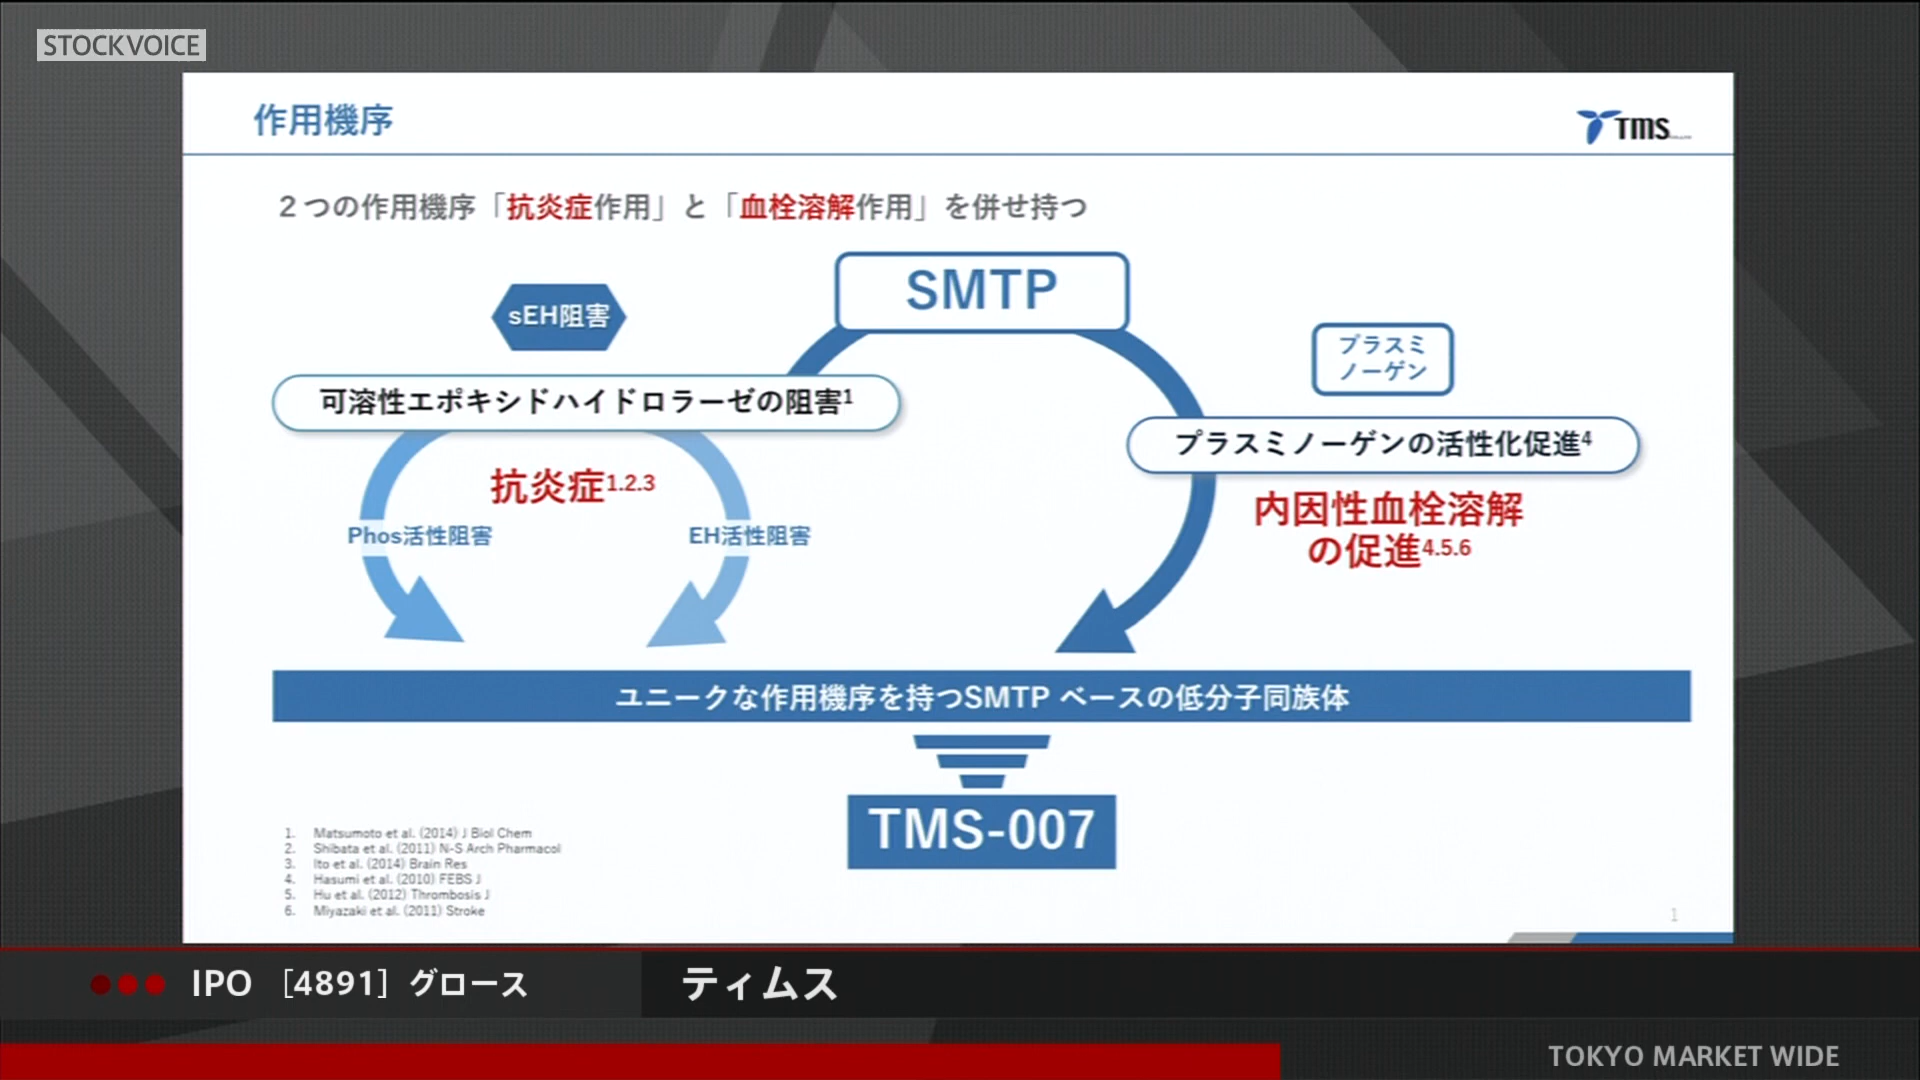 STOCKVOICE
作用機序
TMS
2つの作用機序「抗炎症作用」と「血栓溶解作用」を併せ持つ
SMTP
sEH阻害
プラスミ
ノーゲン
可溶性エポキシドハイドロラーゼの阻害1
プラスミノーゲンの活性化促進4
抗炎症1.2.3
内因性血栓溶解
の促進4.5.6
Phos活性阻害
EH活性阻害
ユニークな作用機序を持つSMTP ベースの低分子同族体
TMS-007
1. Matsumoto et al. (2014) J Biol Chem
2. Shibata et al. (2011) N-S Arch Pharmacol
3. Ito et al. (2014) Brain Res
4. Hasumi et al. (2010) FEBS J
5. Hu et al. (2012) Thrombosis J
6. Miyazaki et al. (2011) Stroke
1
IPO [4891] グロース
ティムス
TOKYO MARKET WIDE